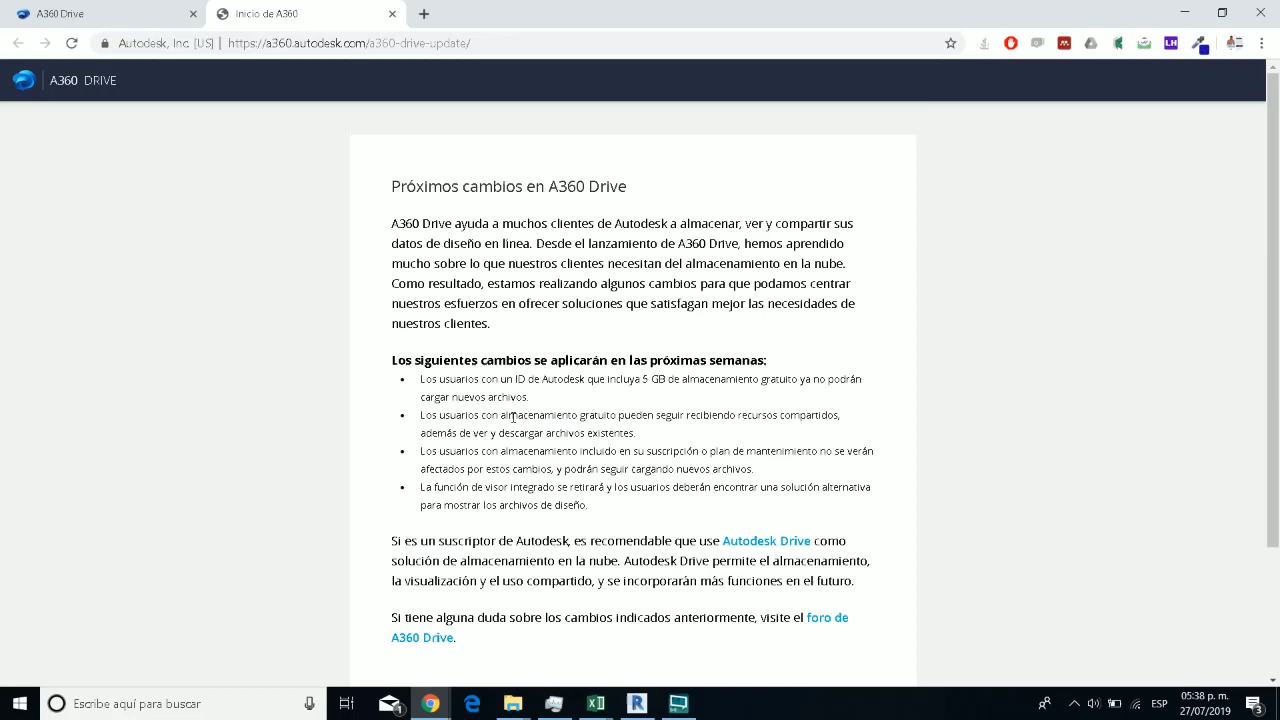 A360 Drive
Inicio de A360
Autodesk, Inc. [US] | https://a360.autodesk.com/a360-drive-update/
LH
A360 DRIVE
Próximos cambios en A360 Drive
A360 Drive ayuda a muchos clientes de Autodesk a almacenar, ver y compartir sus
datos de diseño en línea. Desde el lanzamiento de A360 Drive, hemos aprendido
mucho sobre lo que nuestros clientes necesitan del almacenamiento en la nube.
Como resultado, estamos realizando algunos cambios para que podamos centrar
nuestros esfuerzos en ofrecer soluciones que satisfagan mejor las necesidades de
nuestros clientes.
Los siguientes cambios se aplicarán en las próximas semanas:
• Los usuarios con un ID de Autodesk que incluya 5 GB de almacenamiento gratuito ya no podrán
cargar nuevos archivos.
• Los usuarios con almacenamiento gratuito pueden seguir recibiendo recursos compartidos,
además de ver y descargar archivos existentes.
• Los usuarios con almacenamiento incluido en su suscripción o plan de mantenimiento no se verán
afectados por estos cambios, y podrán seguir cargando nuevos archivos.
• La función de visor integrado se retirará y los usuarios deberán encontrar una solución alternativa
para mostrar los archivos de diseño.
Si es un suscriptor de Autodesk, es recomendable que use Autodesk Drive como
solución de almacenamiento en la nube. Autodesk Drive permite el almacenamiento,
la visualización y el uso compartido, y se incorporarán más funciones en el futuro.
Si tiene alguna duda sobre los cambios indicados anteriormente, visite el foro de
A360 Drive.
Escribe aquí para buscar
1
R
ESP
05:38 p. m.
27/07/2019
3